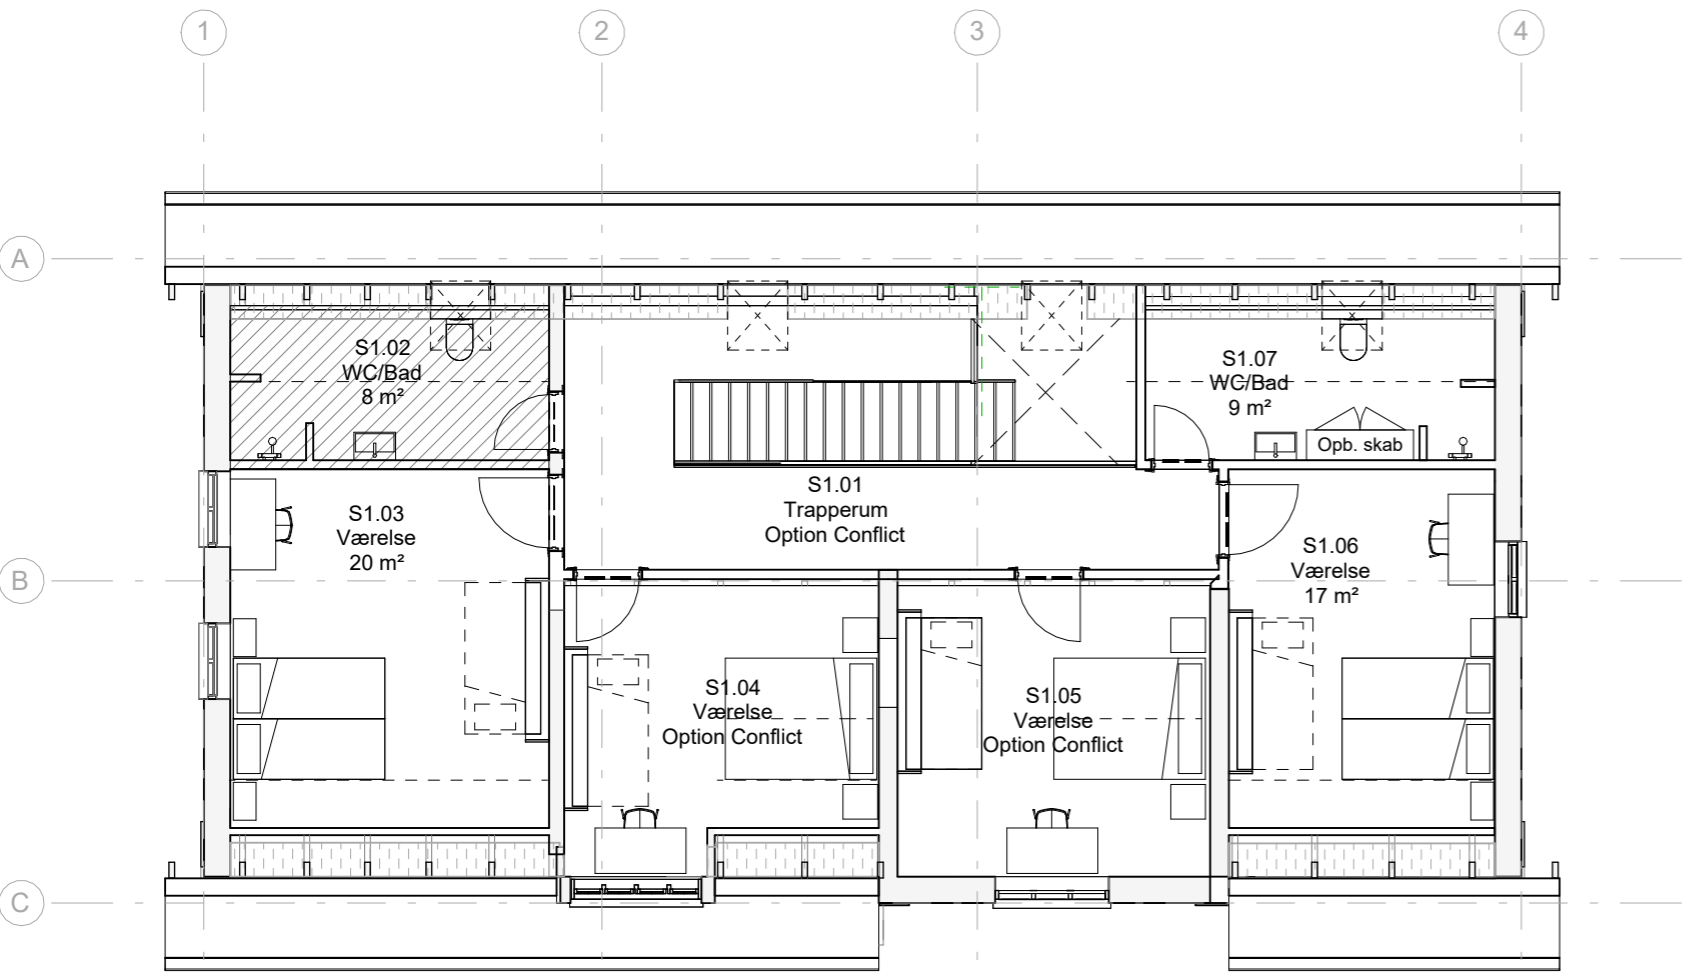 1
2
3
4
A
S1.02
WC/Bad
8 m²
S1.07
WC/Bad
9 m²
Opb. skab
S1.01
Trapperum
Option Conflict
S1.03
Værelse
20 m²
S1.06
Værelse
17 m²
B
S1.04
Værelse
Option Conflict
S1.05
Værelse
Option Conflict
C